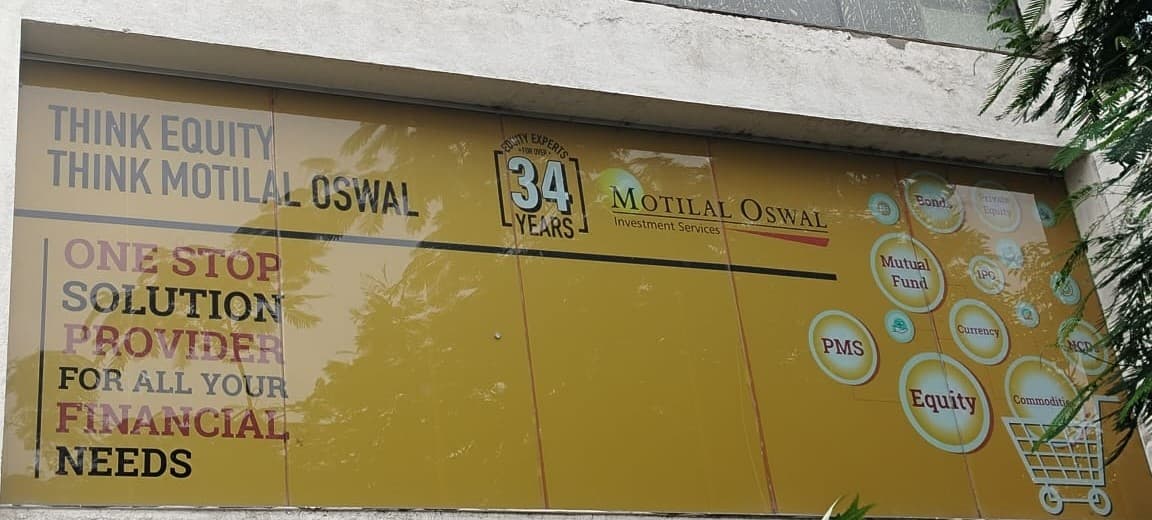 THINK EQUITY
THINK MOTILAL OSWAL
EQUITY EXPERTS
FOR OVER
34
YEARS
MOTILAL OSWAL
Investment Services
ONE STOP
SOLUTION
PROVIDER
FOR ALL YOUR
FINANCIAL
NEEDS
Bonds
Private
Equity
Mutual
Fund
IPO
Currency
NCD
PMS
Equity